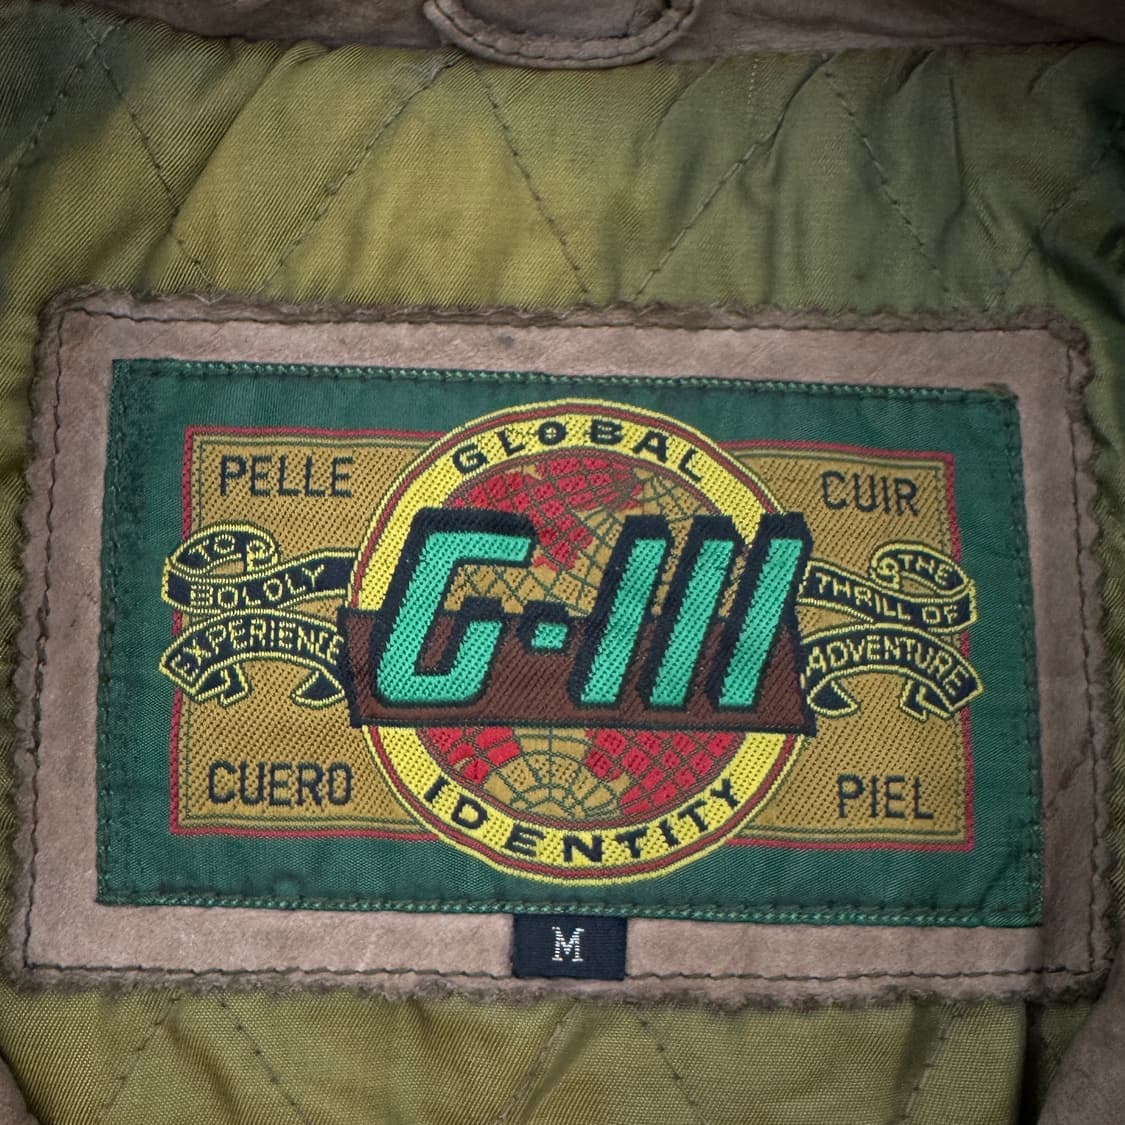 GLOBAL
PELLE
CUIR
G-III
TO
BOLDLY
EXPERIENCE
THE
THRILL OF
ADVENTURE
CUERO
PIEL
IDENTITY
M